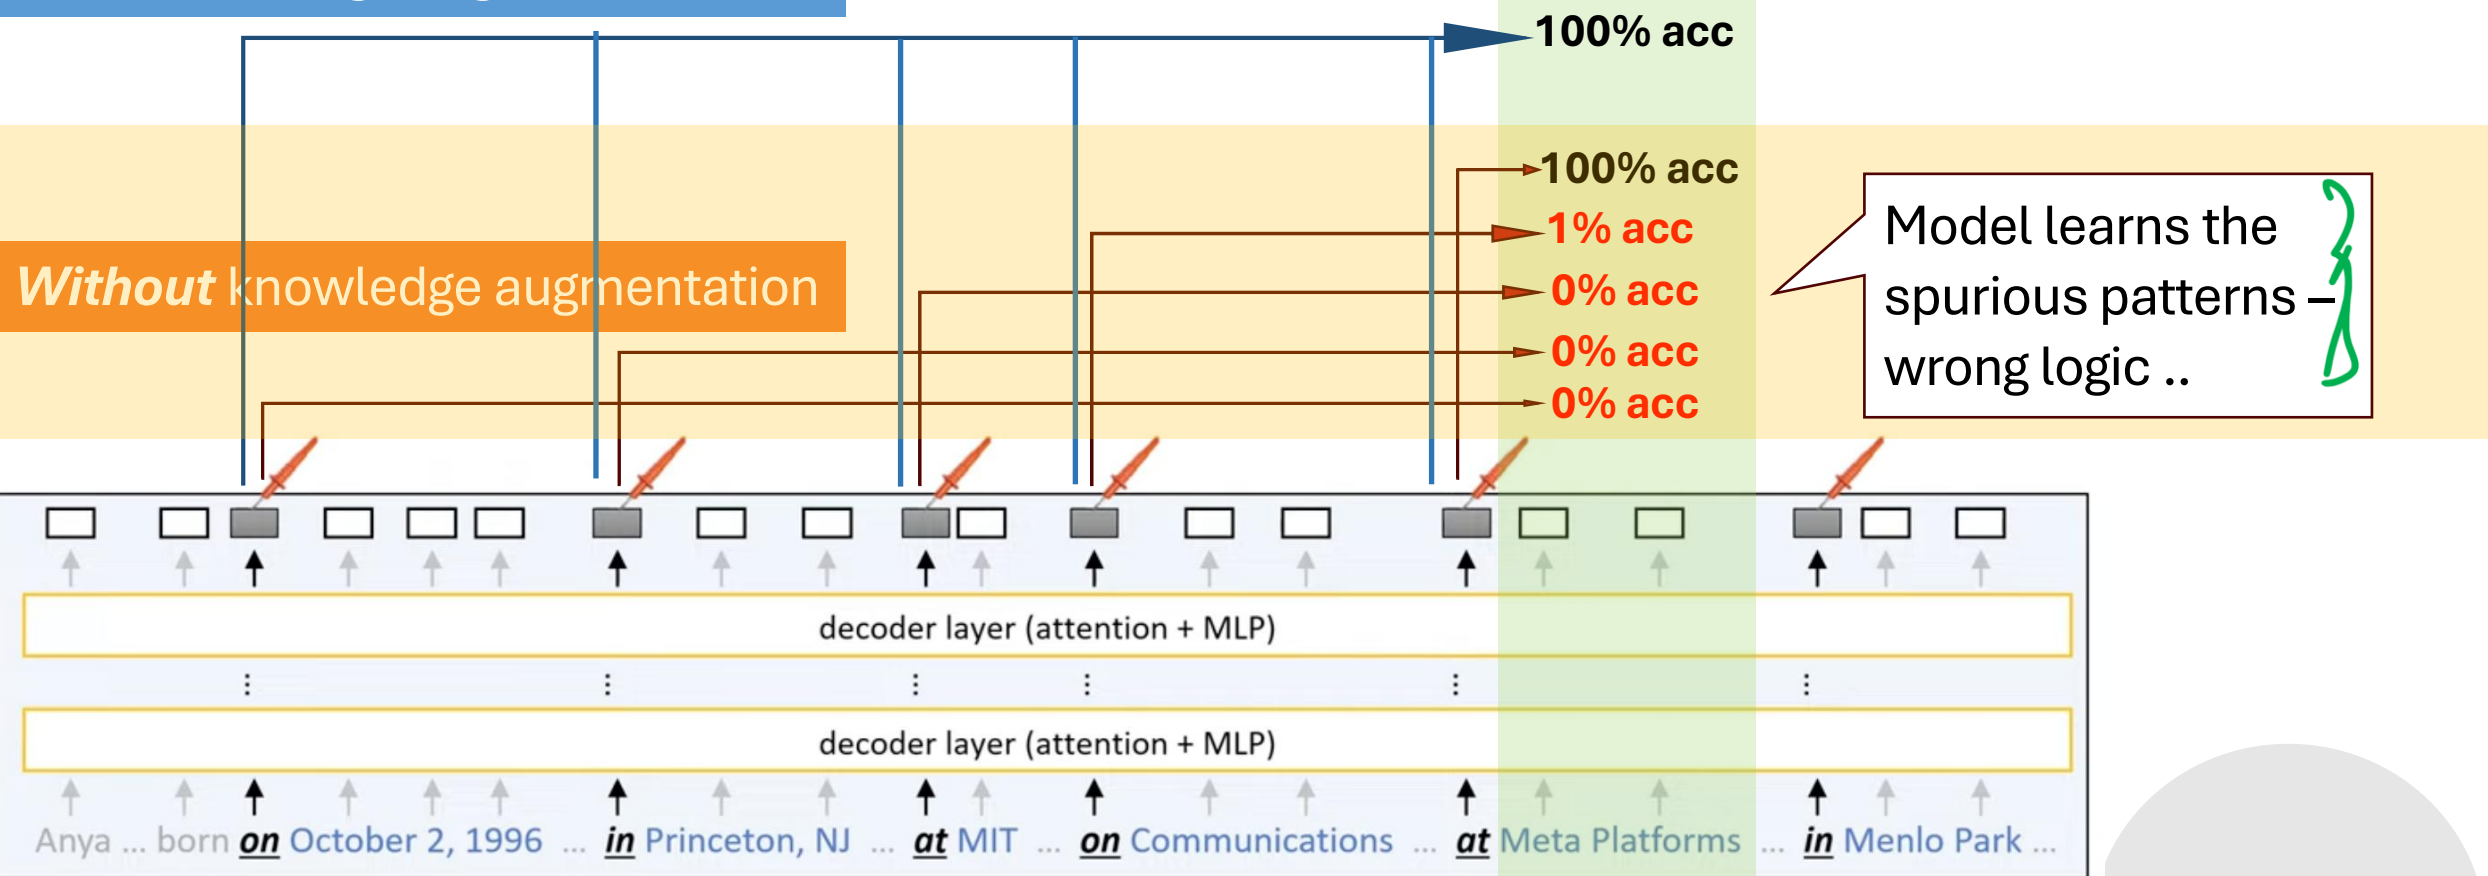 100% acc
100% acc
1% acc
Without knowledge augmentation
0% acc
0% acc
0% acc
Model learns the
spurious patterns –
wrong logic ..
decoder layer (attention + MLP)
decoder layer (attention + MLP)
Anya ... born on October 2, 1996 ... in Princeton, NJ ... at MIT ... on Communications ... at Meta Platforms ... in Menlo Park ...